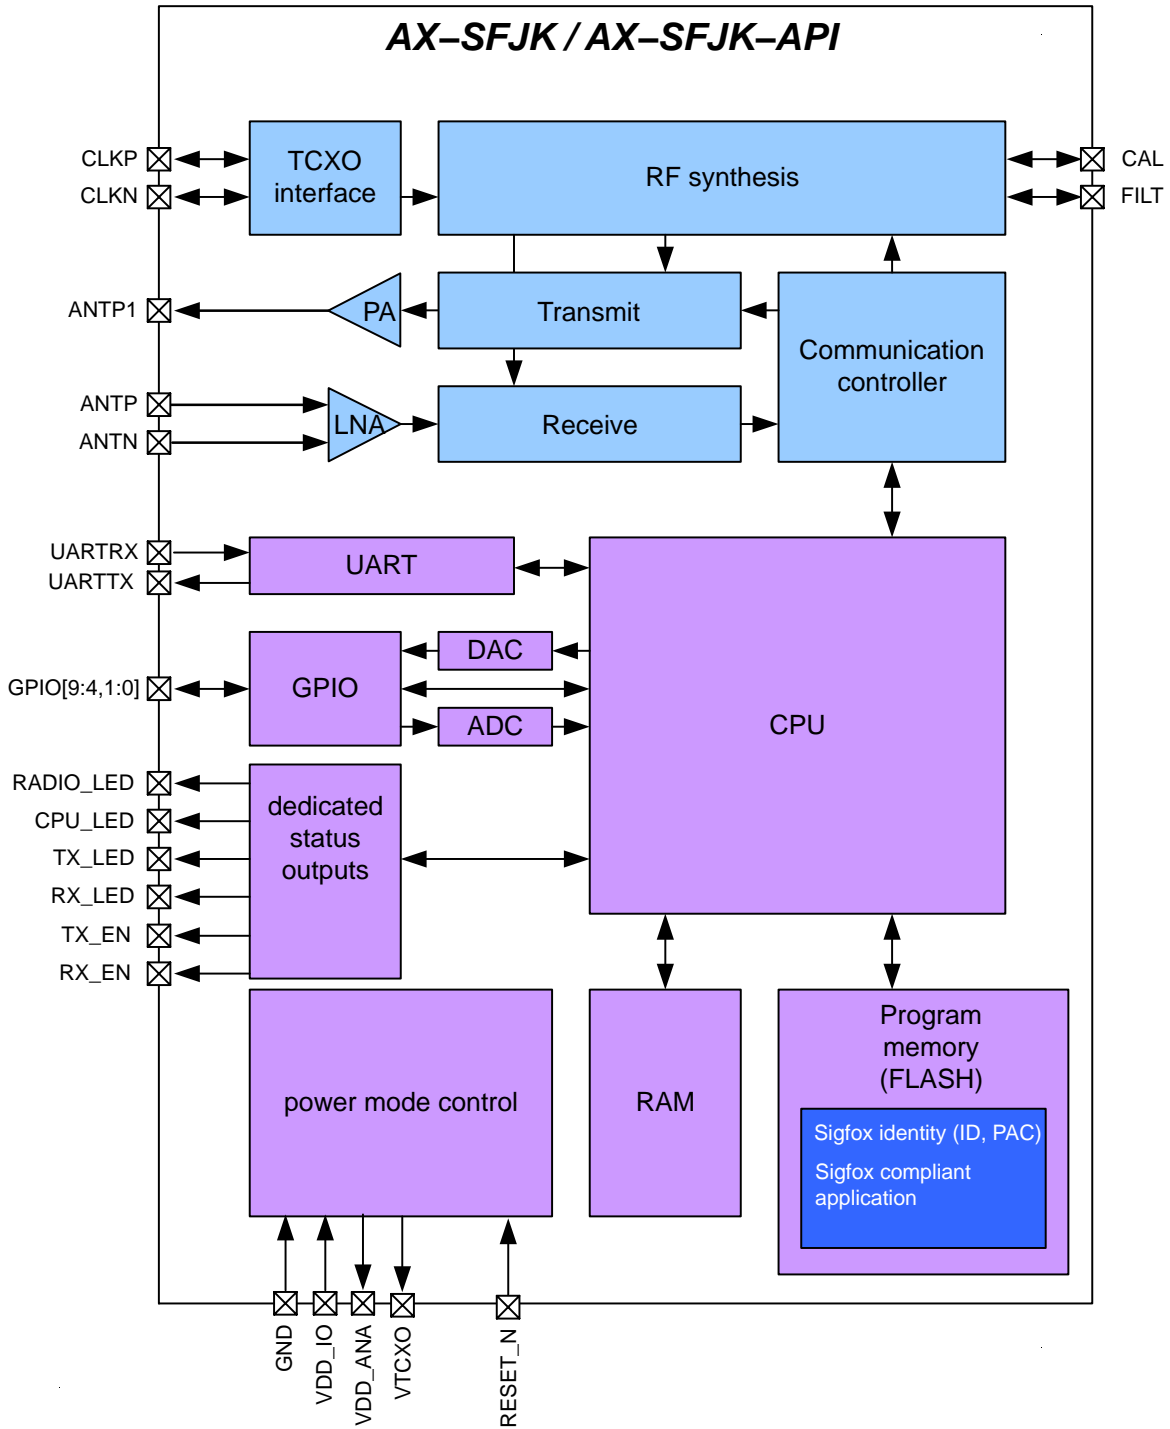 AX–SFJK / AX–SFJK–API
CLKP
CLKN
TCXO
interface
RF synthesis
CAL
FILT
ANTP1
PA
Transmit
Communication
controller
ANTP
ANTN
LNA
Receive
UARTRX
UARTTX
UART
GPIO[9:4,1:0]
GPIO
DAC
ADC
CPU
RADIO_LED
CPU_LED
TX_LED
RX_LED
TX_EN
RX_EN
dedicated
status
outputs
power mode control
RAM
Program
memory
(FLASH)
Sigfox identity (ID, PAC)
Sigfox compliant
application
GND
VDD_IO
VDD_ANA
VTCXO
RESET_N